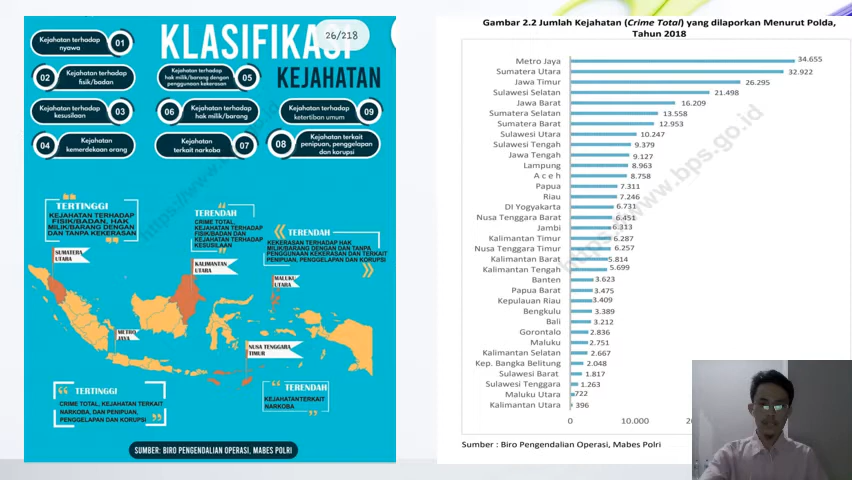 KLASIFIKASI
26/218
KEJAHATAN
Kejahatan terhadap
nyawa
01
02
Kejahatan terhadap
fisik/badan
Kejahatan terhadap
kesusilaan
03
04
Kejahatan
kemerdekaan orang
Kejahatan terhadap
hak milik/barang dengan
penggunaan kekerasan
05
06
Kejahatan terhadap
hak milik/barang
Kejahatan
terkait narkoba
07
08
Kejahatan terkait
penipuan, penggelapan
dan korupsi
Kejahatan terhadap
ketertiban umum
09
TERTINGGI
KEJAHATAN TERHADAP
FISIK/BADAN, HAK
MILIK/BARANG DENGAN
DAN TANPA KEKERASAN
TERENDAH
CRIME TOTAL,
KEJAHATAN TERHADAP
FISIK/BADAN DAN
KEJAHATAN TERHADAP
KESUSILAAN
TERENDAH
KEKERASAN TERHADAP HAK
MILIK/BARANG DENGAN DAN TANPA
PENGGUNAAN KEKERASAN DAN TERKAIT
PENIPUAN, PENGGELAPAN DAN KORUPSI
SUMATERA
UTARA
KALIMANTAN
UTARA
MALUKU
UTARA
METRO
JAYA
NUSA TENGGARA
TIMUR
TERTINGGI
CRIME TOTAL, KEJAHATAN TERKAIT
NARKOBA, DAN PENIPUAN,
PENGGELAPAN DAN KORUPSI
TERENDAH
KEJAHATANTERKAIT
NARKOBA
SUMBER: BIRO PENGENDALIAN OPERASI, MABES POLRI
Gambar 2.2 Jumlah Kejahatan (Crime Total) yang dilaporkan Menurut Polda,
Tahun 2018
Metro Jaya 34.655
Sumatera Utara 32.922
Jawa Timur 26.295
Sulawesi Selatan 21.498
Jawa Barat 16.209
Sumatera Selatan 13.558
Sumatera Barat 12.953
Sulawesi Utara 10.247
Sulawesi Tengah 9.379
Jawa Tengah 9.127
Lampung 8.963
A c e h 8.758
Papua 7.311
Riau 7.246
DI Yogyakarta 6.731
Nusa Tenggara Barat 6.451
Jambi 6.313
Kalimantan Timur 6.287
Nusa Tenggara Timur 6.257
Kalimantan Barat 5.814
Kalimantan Tengah 5.699
Banten 3.623
Papua Barat 3.475
Kepulauan Riau 3.409
Bengkulu 3.389
Bali 3.212
Gorontalo 2.836
Maluku 2.751
Kalimantan Selatan 2.667
Kep. Bangka Belitung 2.048
Sulawesi Barat 1.817
Sulawesi Tenggara 1.263
Maluku Utara 722
Kalimantan Utara 396
0 10.000
https://www.bps.go.id
Sumber : Biro Pengendalian Operasi, Mabes Polri